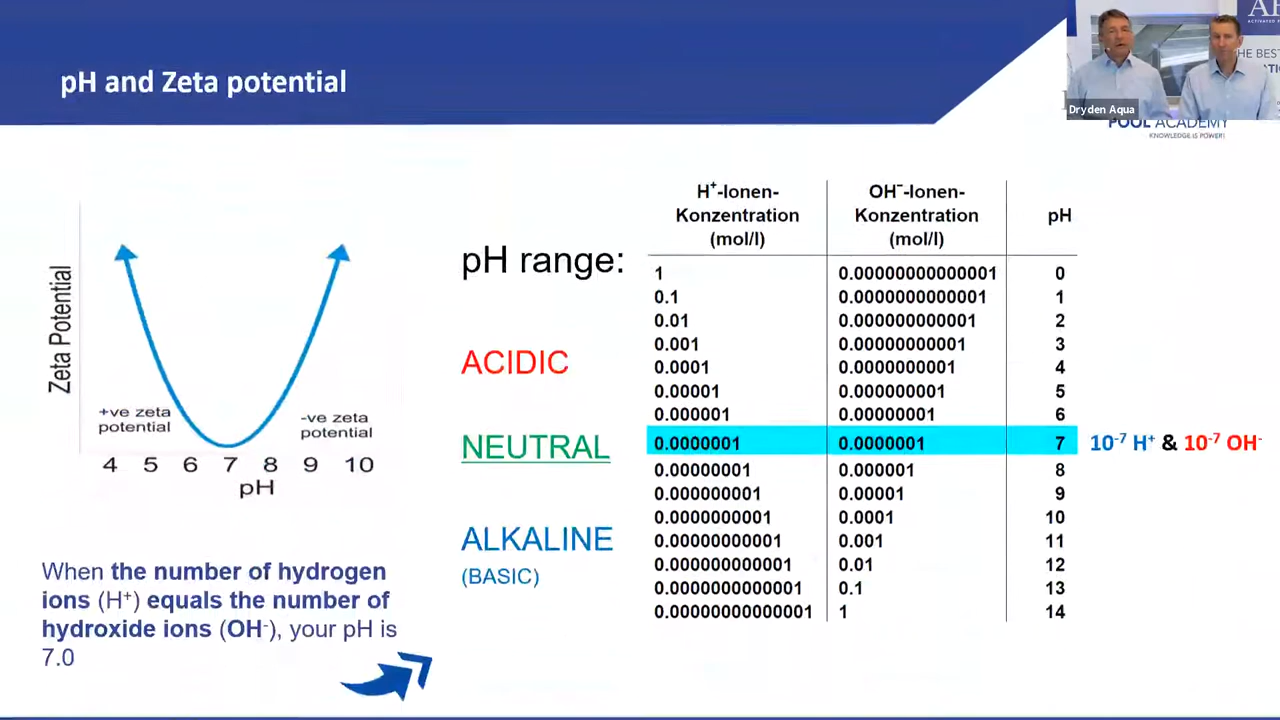 pH and Zeta potential
AF
ACTIVATED F
HE BEST
Dryden Aqua
POOL ACADEMY
KNOWLEDGE IS POWER!
Zeta Potential
+ve zeta
potential
-ve zeta
potential
4 5 6 7 8 9 10
pH
When the number of hydrogen
ions (H⁺) equals the number of
hydroxide ions (OH⁻), your pH is
7.0
pH range:
ACIDIC
NEUTRAL
ALKALINE
(BASIC)
H⁺-Ionen-
Konzentration
(mol/l)
OH⁻-Ionen-
Konzentration
(mol/l)
pH
1 0.00000000000001 0
0.1 0.0000000000001 1
0.01 0.000000000001 2
0.001 0.00000000001 3
0.0001 0.0000000001 4
0.00001 0.000000001 5
0.000001 0.00000001 6
0.0000001 0.0000001 7 10⁻⁷ H⁺ & 10⁻⁷ OH⁻
0.00000001 0.000001 8
0.000000001 0.00001 9
0.0000000001 0.0001 10
0.00000000001 0.001 11
0.000000000001 0.01 12
0.0000000000001 0.1 13
0.00000000000001 1 14